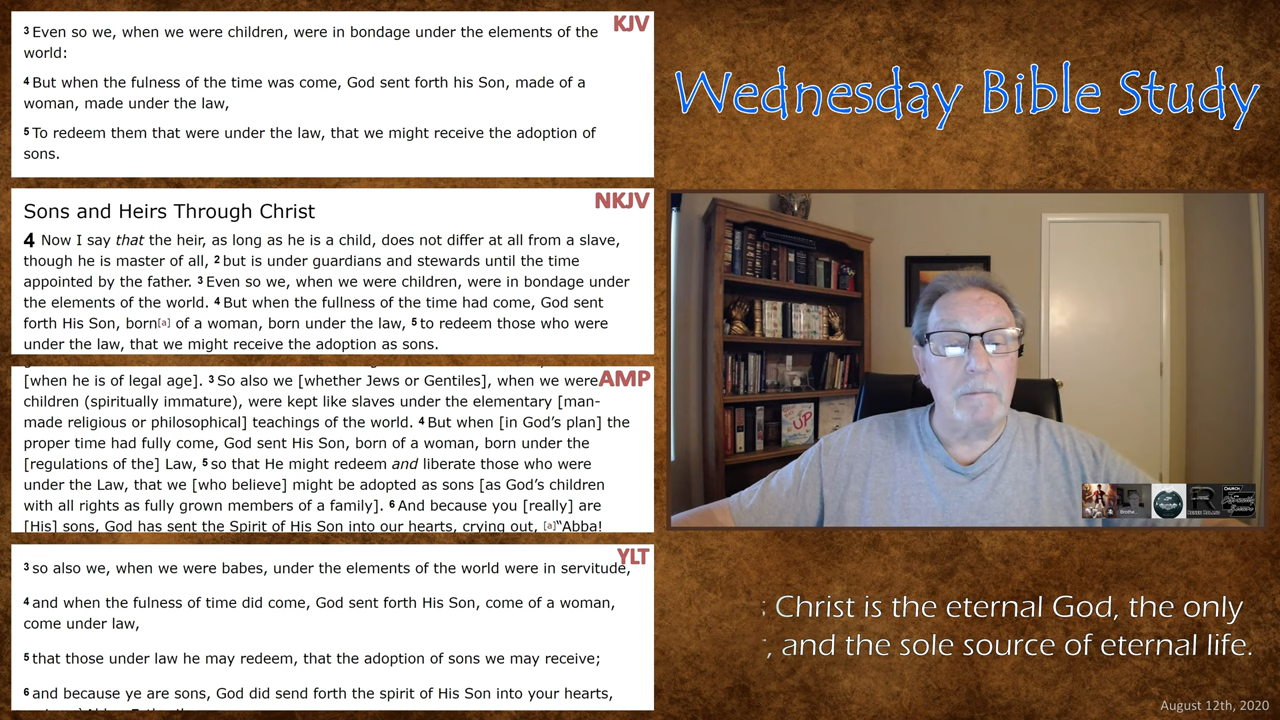 KJV
³ Even so we, when we were children, were in bondage under the elements of the
world:
⁴ But when the fulness of the time was come, God sent forth his Son, made of a
woman, made under the law,
⁵ To redeem them that were under the law, that we might receive the adoption of
sons.
NKJV
Sons and Heirs Through Christ
4 Now I say that the heir, as long as he is a child, does not differ at all from a slave,
though he is master of all, ² but is under guardians and stewards until the time
appointed by the father. ³ Even so we, when we were children, were in bondage under
the elements of the world. ⁴ But when the fullness of the time had come, God sent
forth His Son, born[a] of a woman, born under the law, ⁵ to redeem those who were
under the law, that we might receive the adoption as sons.
AMP
[when he is of legal age]. ³ So also we [whether Jews or Gentiles], when we were
children (spiritually immature), were kept like slaves under the elementary [man-
made religious or philosophical] teachings of the world. ⁴ But when [in God's plan] the
proper time had fully come, God sent His Son, born of a woman, born under the
[regulations of the] Law, ⁵ so that He might redeem and liberate those who were
under the Law, that we [who believe] might be adopted as sons [as God's children
with all rights as fully grown members of a family]. ⁶ And because you [really] are
[His] sons, God has sent the Spirit of His Son into our hearts, crying out, [a]"Abba!
YLT
³ so also we, when we were babes, under the elements of the world were in servitude,
⁴ and when the fulness of time did come, God sent forth His Son, come of a woman,
come under law,
⁵ that those under law he may redeem, that the adoption of sons we may receive;
⁶ and because ye are sons, God did send forth the spirit of His Son into your hearts,
Wednesday Bible Study
UP
Brothe...
CHURCH
; Christ is the eternal God, the only
, and the sole source of eternal life.
August 12th, 2020